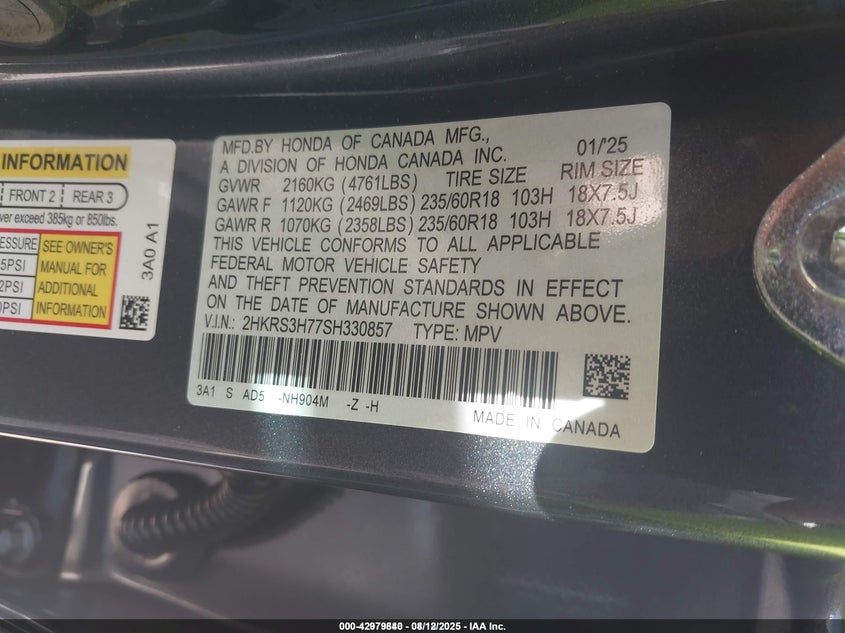 INFORMATION
FRONT 2 REAR 3
ver exceed 385kg or 850lbs.
ESSURE
5PSI
2PSI
0PSI
SEE OWNER'S
MANUAL FOR
ADDITIONAL
INFORMATION
3A0 A1
MFD.BY HONDA OF CANADA MFG., 01/'25
A DIVISION OF HONDA CANADA INC.
GVWR 2160KG (4761LBS) TIRE SIZE RIM SIZE
GAWR F 1120KG (2469LBS) 235/60R18 103H 18X7.5J
GAWR R 1070KG (2358LBS) 235/60R18 103H 18X7.5J
THIS VEHICLE CONFORMS TO ALL APPLICABLE
FEDERAL MOTOR VEHICLE SAFETY
AND THEFT PREVENTION STANDARDS IN EFFECT
ON THE DATE OF MANUFACTURE SHOWN ABOVE.
V.I.N.: 2HKRS3H77SH330857 TYPE: MPV
3A1 S AD5 -NH904M -Z -H
MADE IN CANADA
08/12/2025 - IAA Inc.